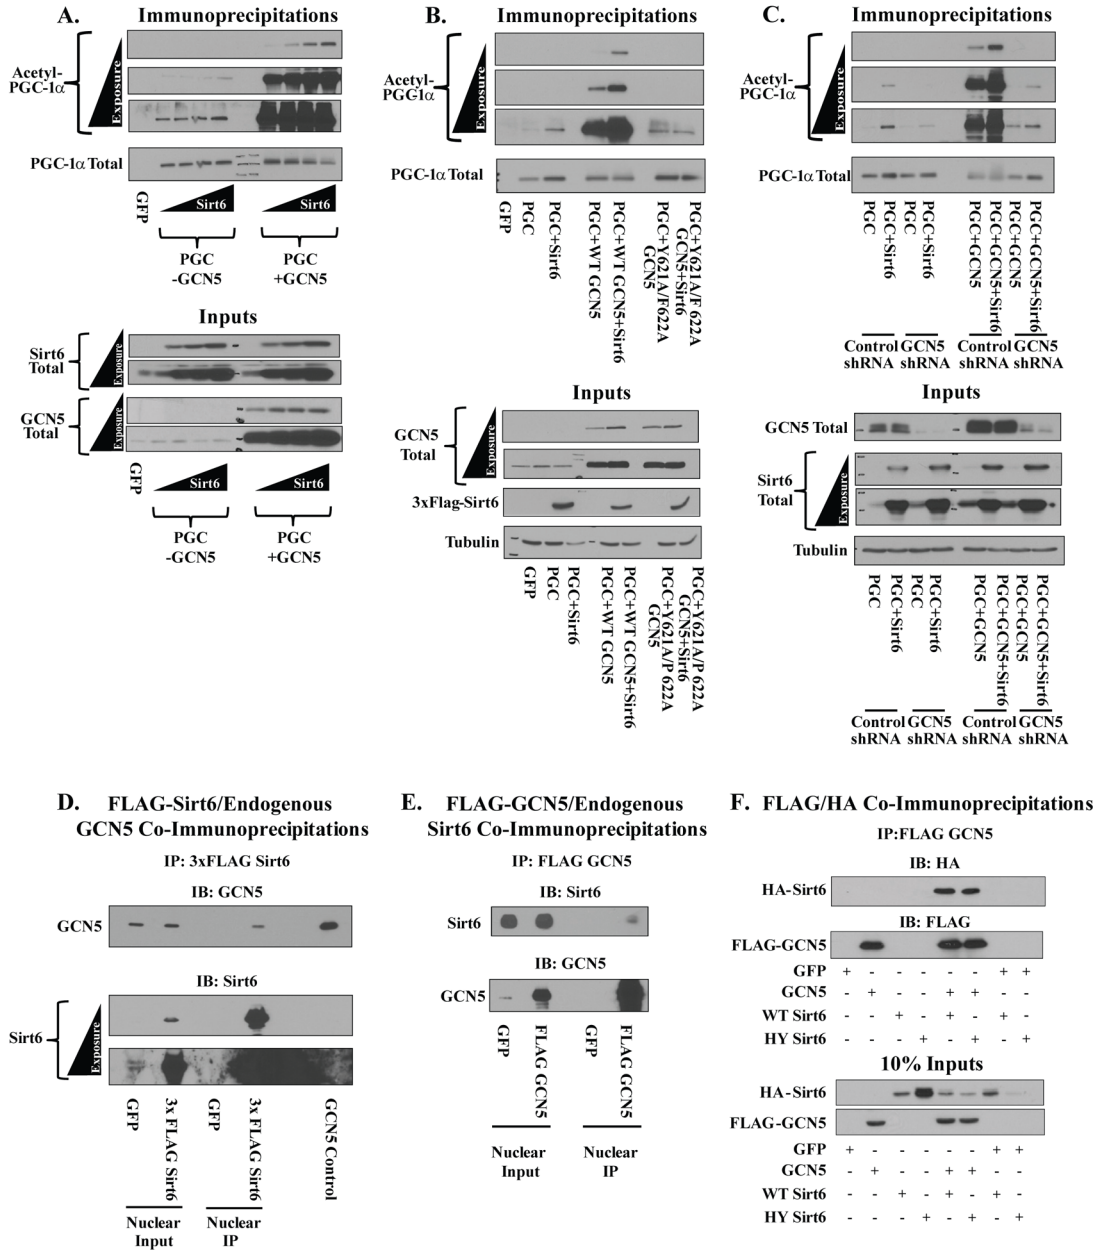 A.
Immunoprecipitations
Acetyl-
PGC-1α
Exposure
PGC-1α Total
GFP
Sirt6
Sirt6
PGC
-GCN5
PGC
+GCN5
Inputs
Sirt6
Total
Exposure
GCN5
Total
Exposure
GFP
Sirt6
Sirt6
PGC
-GCN5
PGC
+GCN5
B.
Immunoprecipitations
Acetyl-
PGC-1α
Exposure
PGC-1α Total
GFP
PGC
PGC+Sirt6
PGC+WT GCN5
PGC+WT GCN5+Sirt6
PGC+Y621A/F622A
GCN5
PGC+Y621A/F622A
GCN5+Sirt6
Inputs
GCN5
Total
Exposure
3xFlag-Sirt6
Tubulin
GFP
PGC
PGC+Sirt6
PGC+WT GCN5
PGC+WT GCN5+Sirt6
PGC+Y621A/P622A
GCN5
PGC+Y621A/P622A
GCN5+Sirt6
C.
Immunoprecipitations
Acetyl-
PGC-1α
Exposure
PGC-1α Total
PGC
PGC+Sirt6
PGC
PGC+Sirt6
PGC+GCN5
PGC+GCN5+Sirt6
PGC+GCN5
PGC+GCN5+Sirt6
Control GCN5 Control GCN5
shRNA shRNA shRNA shRNA
Inputs
GCN5 Total
Sirt6
Total
Exposure
Tubulin
PGC
PGC+Sirt6
PGC
PGC+Sirt6
PGC+GCN5
PGC+GCN5+Sirt6
PGC+GCN5
PGC+GCN5+Sirt6
Control GCN5 Control GCN5
shRNA shRNA shRNA shRNA
D. FLAG-Sirt6/Endogenous
GCN5 Co-Immunoprecipitations
IP: 3xFLAG Sirt6
IB: GCN5
GCN5
IB: Sirt6
Sirt6
Exposure
GFP
3x FLAG Sirt6
GFP
3x FLAG Sirt6
GCN5 Control
Nuclear
Input
Nuclear
IP
E. FLAG-GCN5/Endogenous
Sirt6 Co-Immunoprecipitations
IP: FLAG GCN5
IB: Sirt6
Sirt6
IB: GCN5
GCN5
GFP
FLAG GCN5
GFP
FLAG GCN5
Nuclear
Input
Nuclear
IP
F. FLAG/HA Co-Immunoprecipitations
IP:FLAG GCN5
IB: HA
HA-Sirt6
IB: FLAG
FLAG-GCN5
GFP + - - - - - + +
GCN5 - + - - + + - -
WT Sirt6 - - + - + - + -
HY Sirt6 - - - + - + - +
10% Inputs
HA-Sirt6
FLAG-GCN5
GFP + - - - - - + +
GCN5 - + - - + + - -
WT Sirt6 - - + - + - + -
HY Sirt6 - - - + - + - +